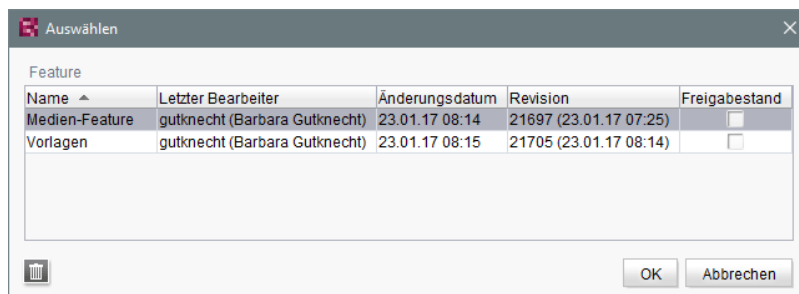 Auswählen
Feature
Name Letzter Bearbeiter Änderungsdatum Revision Freigabestand
Medien-Feature gutknecht (Barbara Gutknecht) 23.01.17 08:14 21697 (23.01.17 07:25)
Vorlagen gutknecht (Barbara Gutknecht) 23.01.17 08:15 21705 (23.01.17 08:14)
OK Abbrechen